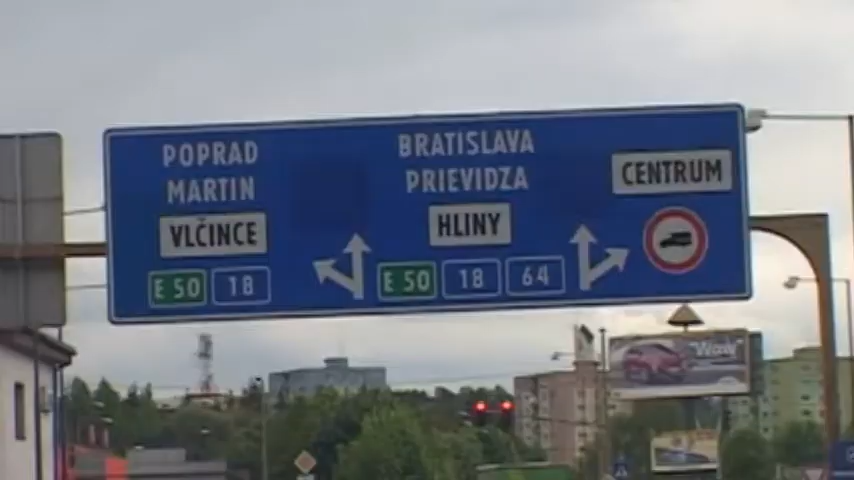 POPRAD
MARTIN
VLČINCE
E 50 18
BRATISLAVA
PRIEVIDZA
HLINY
E 50 18 64
CENTRUM